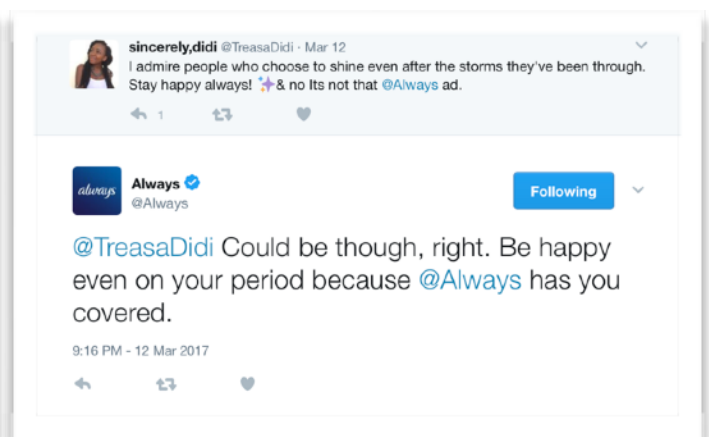 sincerely,didi @TreasaDidi · Mar 12
I admire people who choose to shine even after the storms they've been through.
Stay happy always! ✨& no Its not that @Always ad.
1
always
Always
@Always
Following
@TreasaDidi Could be though, right. Be happy
even on your period because @Always has you
covered.
9:16 PM - 12 Mar 2017